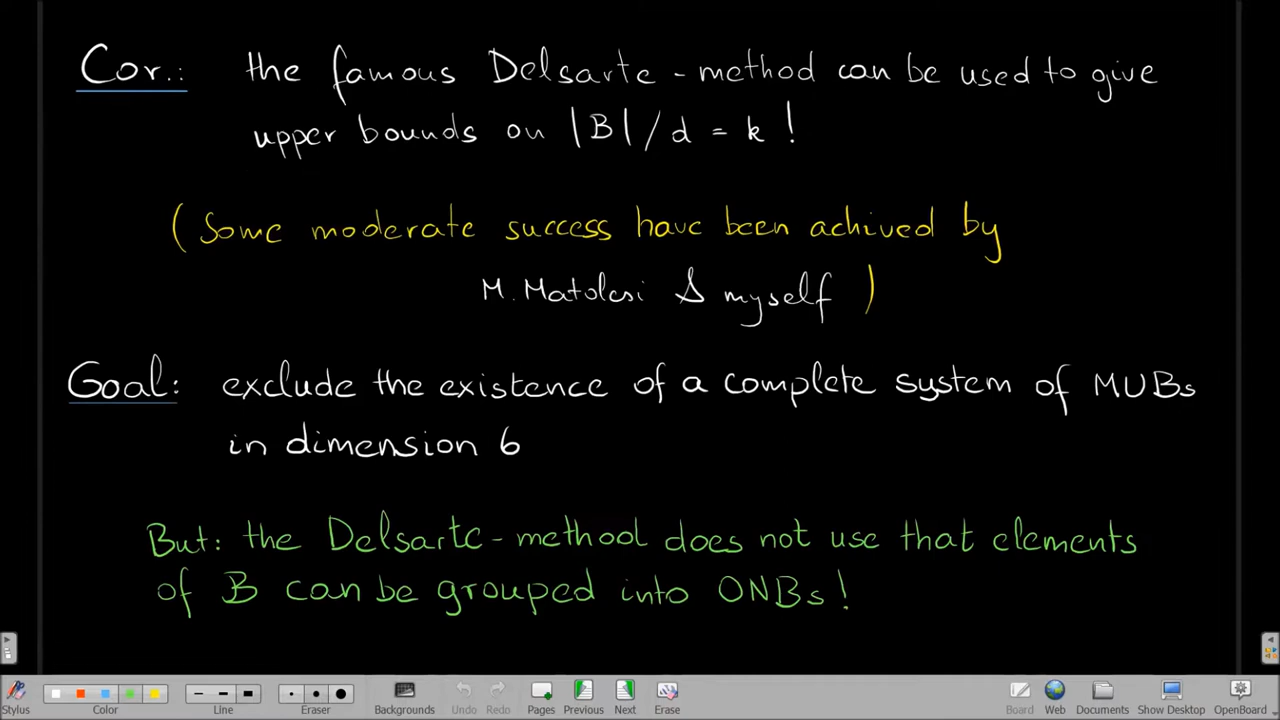 Cor.: the famous Delsarte-method can be used to give
upper bounds on |B|/d = k !
(Some moderate success have been achived by
M. Matolcsi & myself)
Goal: exclude the existence of a complete system of MUBs
in dimension 6
But: the Delsarte-method does not use that elements
of B can be grouped into ONBs!
Stylus Color Line Eraser Backgrounds Undo Redo Pages Previous Next Erase Board Web Documents Show Desktop OpenBoard